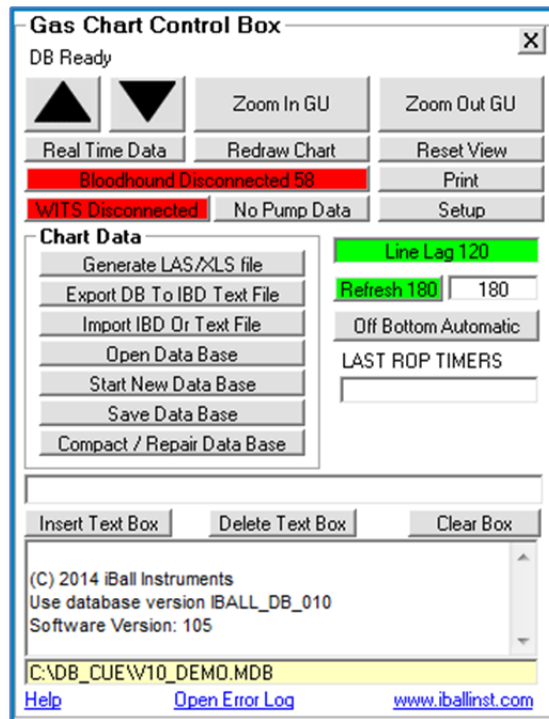 Gas Chart Control Box
X
DB Ready
Zoom In GU
Zoom Out GU
Real Time Data
Redraw Chart
Reset View
Bloodhound Disconnected 58
Print
WITS Disconnected
No Pump Data
Setup
Chart Data
Generate LAS/XLS file
Export DB To IBD Text File
Import IBD Or Text File
Open Data Base
Start New Data Base
Save Data Base
Compact / Repair Data Base
Line Lag 120
Refresh 180
180
Off Bottom Automatic
LAST ROP TIMERS
Insert Text Box
Delete Text Box
Clear Box
(C) 2014 iBall Instruments
Use database version IBALL_DB_010
Software Version: 105
C:\DB_CUE\V10_DEMO.MDB
Help
Open Error Log
www.iballinst.com